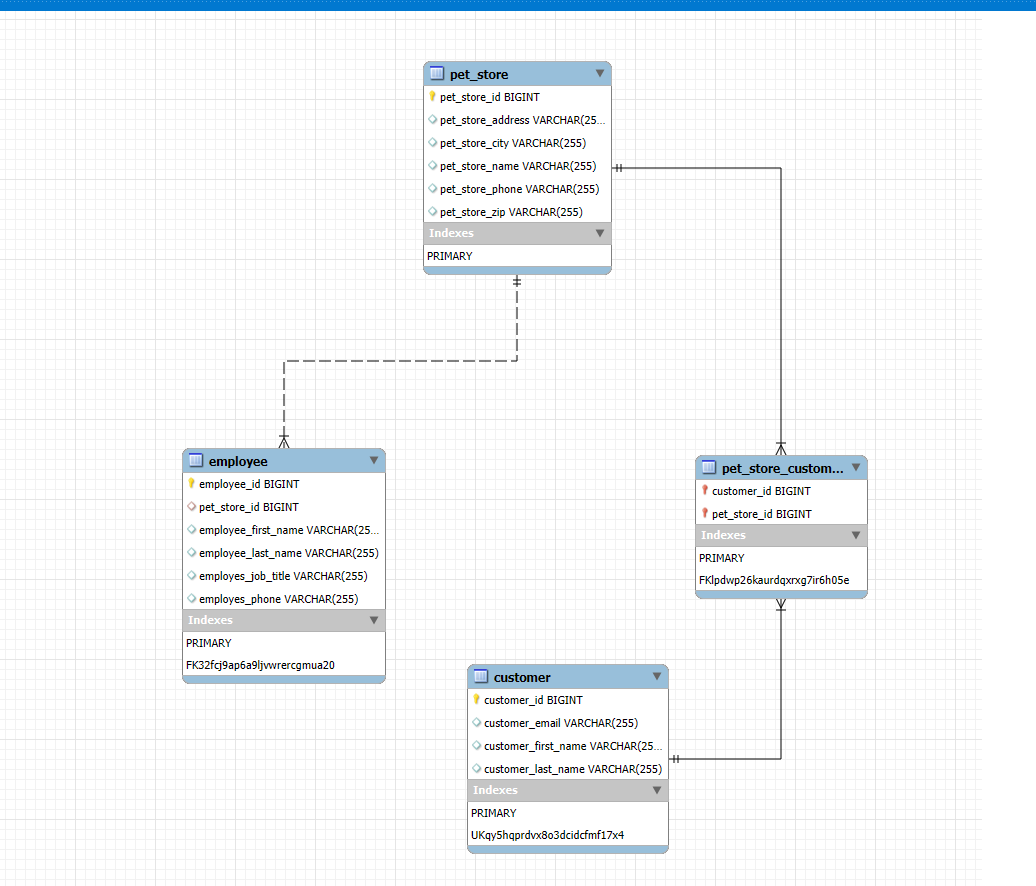 pet_store
pet_store_id BIGINT
pet_store_address VARCHAR(25...
pet_store_city VARCHAR(255)
pet_store_name VARCHAR(255)
pet_store_phone VARCHAR(255)
pet_store_zip VARCHAR(255)
Indexes
PRIMARY
employee
employee_id BIGINT
pet_store_id BIGINT
employee_first_name VARCHAR(25...
employee_last_name VARCHAR(255)
employes_job_title VARCHAR(255)
employes_phone VARCHAR(255)
Indexes
PRIMARY
FK32fcj9ap6a9ljvwrercgmua20
pet_store_custom...
customer_id BIGINT
pet_store_id BIGINT
Indexes
PRIMARY
FKlpdwp26kaurdqxrxg7ir6h05e
customer
customer_id BIGINT
customer_email VARCHAR(255)
customer_first_name VARCHAR(25...
customer_last_name VARCHAR(255)
Indexes
PRIMARY
UKqy5hqprdvx8o3dcidcfmf17x4